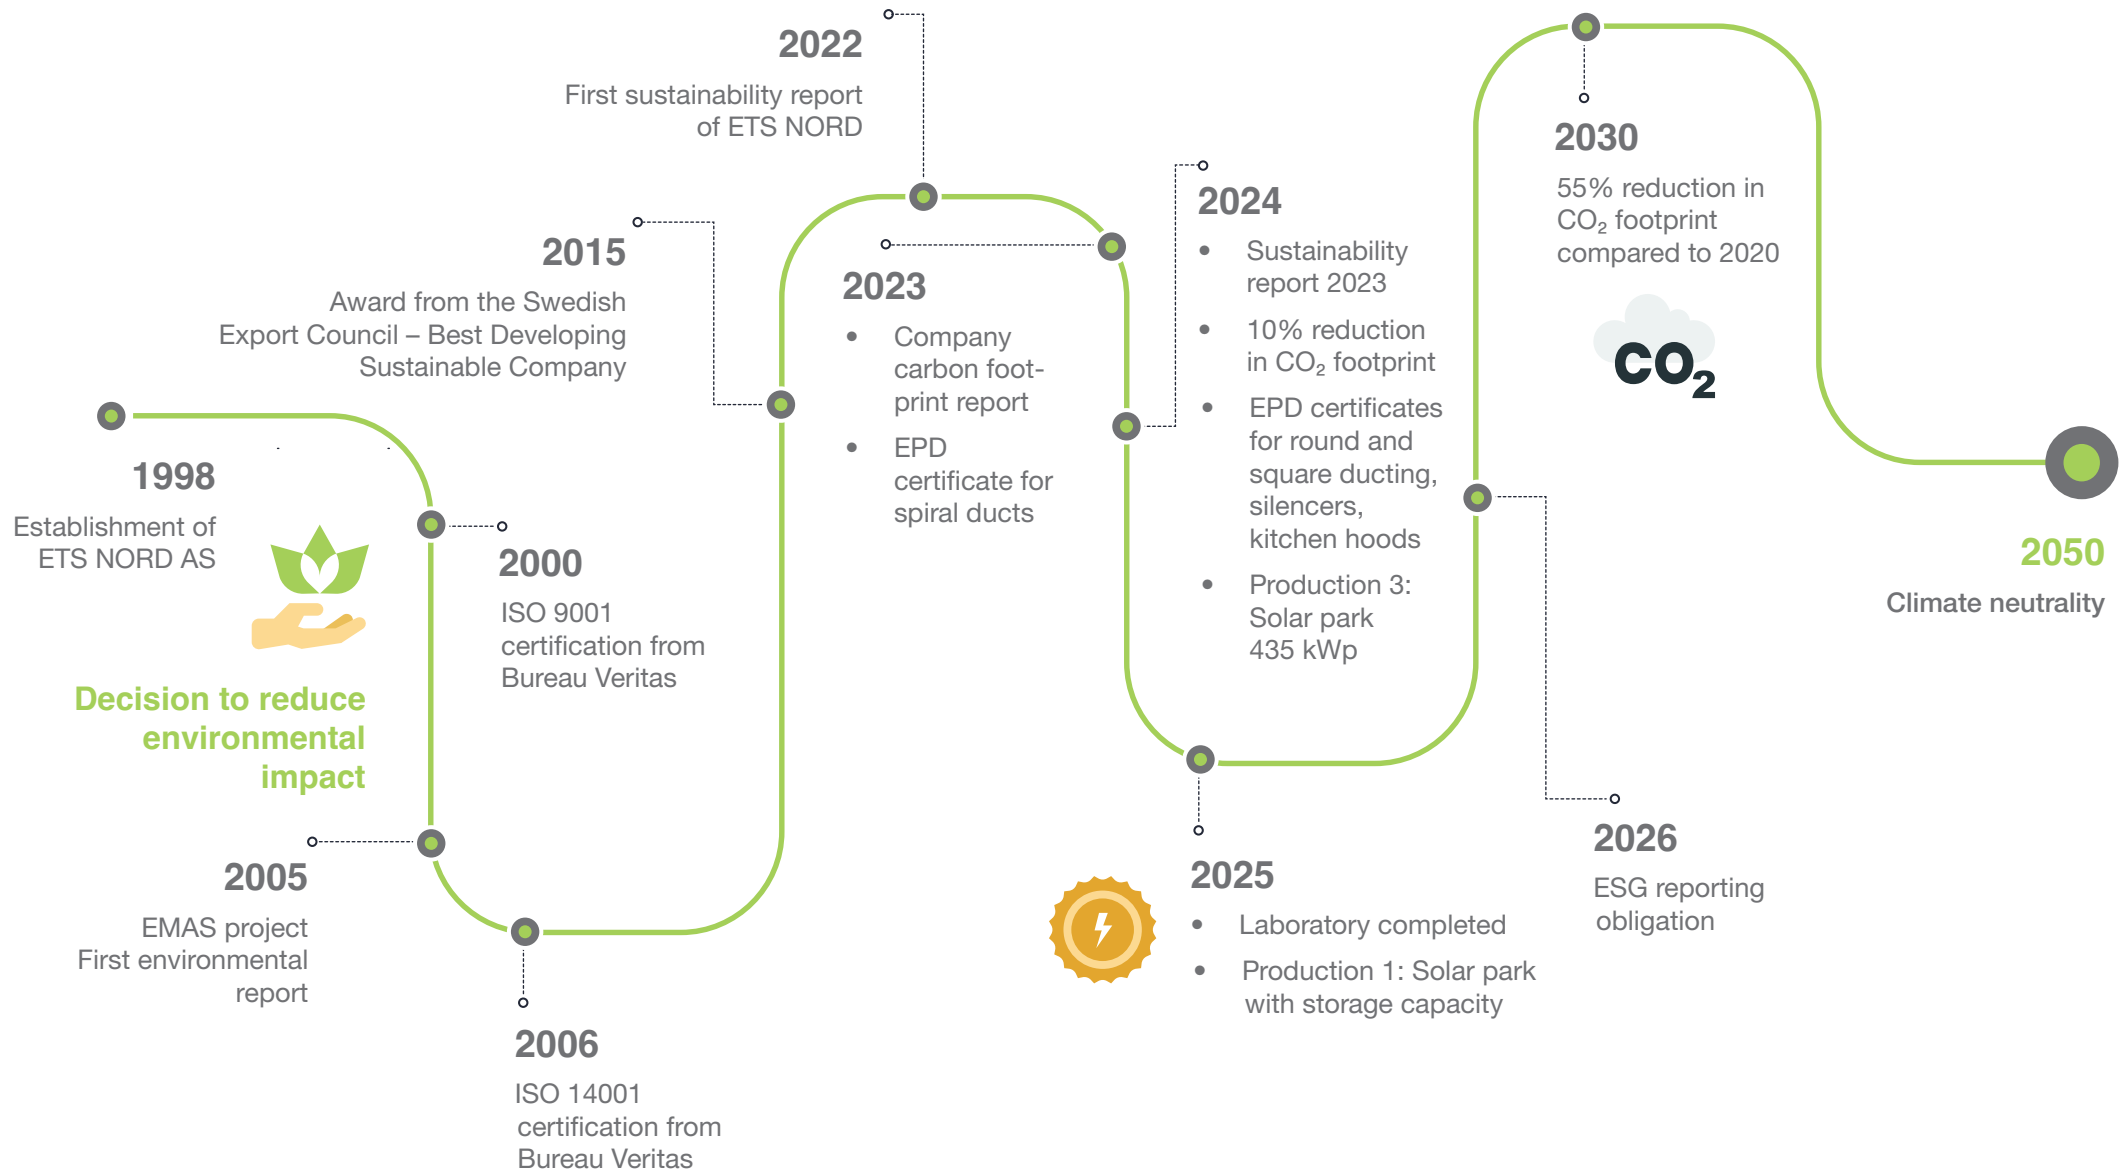 1998
Establishment of
ETS NORD AS
Decision to reduce
environmental
impact
2000
ISO 9001
certification from
Bureau Veritas
2005
EMAS project
First environmental
report
2006
ISO 14001
certification from
Bureau Veritas
2015
Award from the Swedish
Export Council – Best Developing
Sustainable Company
2022
First sustainability report
of ETS NORD
2023
• Company
carbon foot-
print report
• EPD
certificate for
spiral ducts
2024
• Sustainability
report 2023
• 10% reduction
in CO₂ footprint
• EPD certificates
for round and
square ducting,
silencers,
kitchen hoods
• Production 3:
Solar park
435 kWp
2025
• Laboratory completed
• Production 1: Solar park
with storage capacity
2026
ESG reporting
obligation
2030
55% reduction in
CO₂ footprint
compared to 2020
CO₂
2050
Climate neutrality